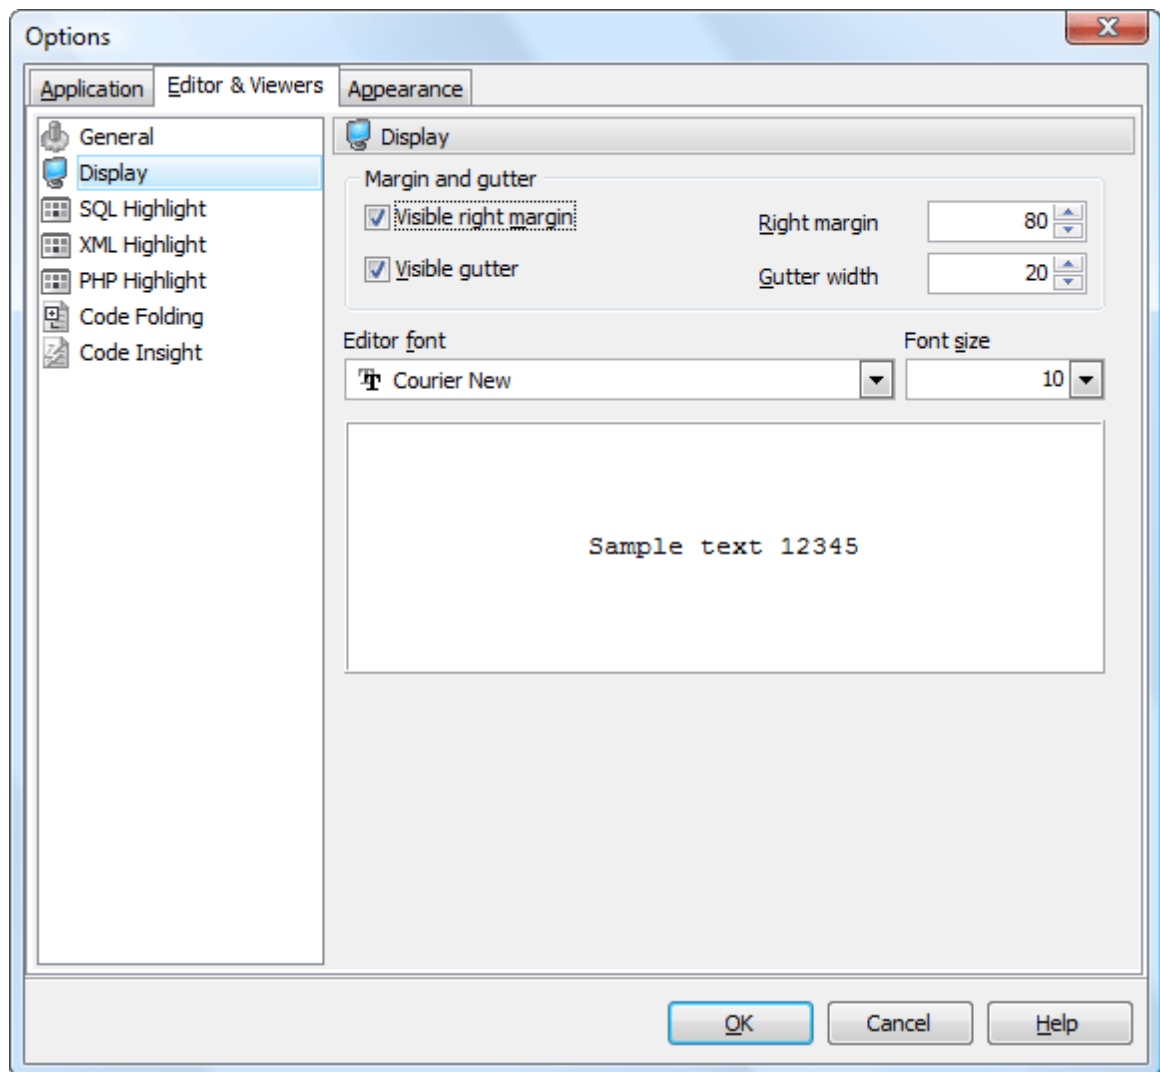 Options
Application Editor & Viewers Appearance
General
Display
SQL Highlight
XML Highlight
PHP Highlight
Code Folding
Code Insight
Display
Margin and gutter
Visible right margin Right margin 80
Visible gutter Gutter width 20
Editor font Font size
Courier New 10
Sample text 12345
OK Cancel Help